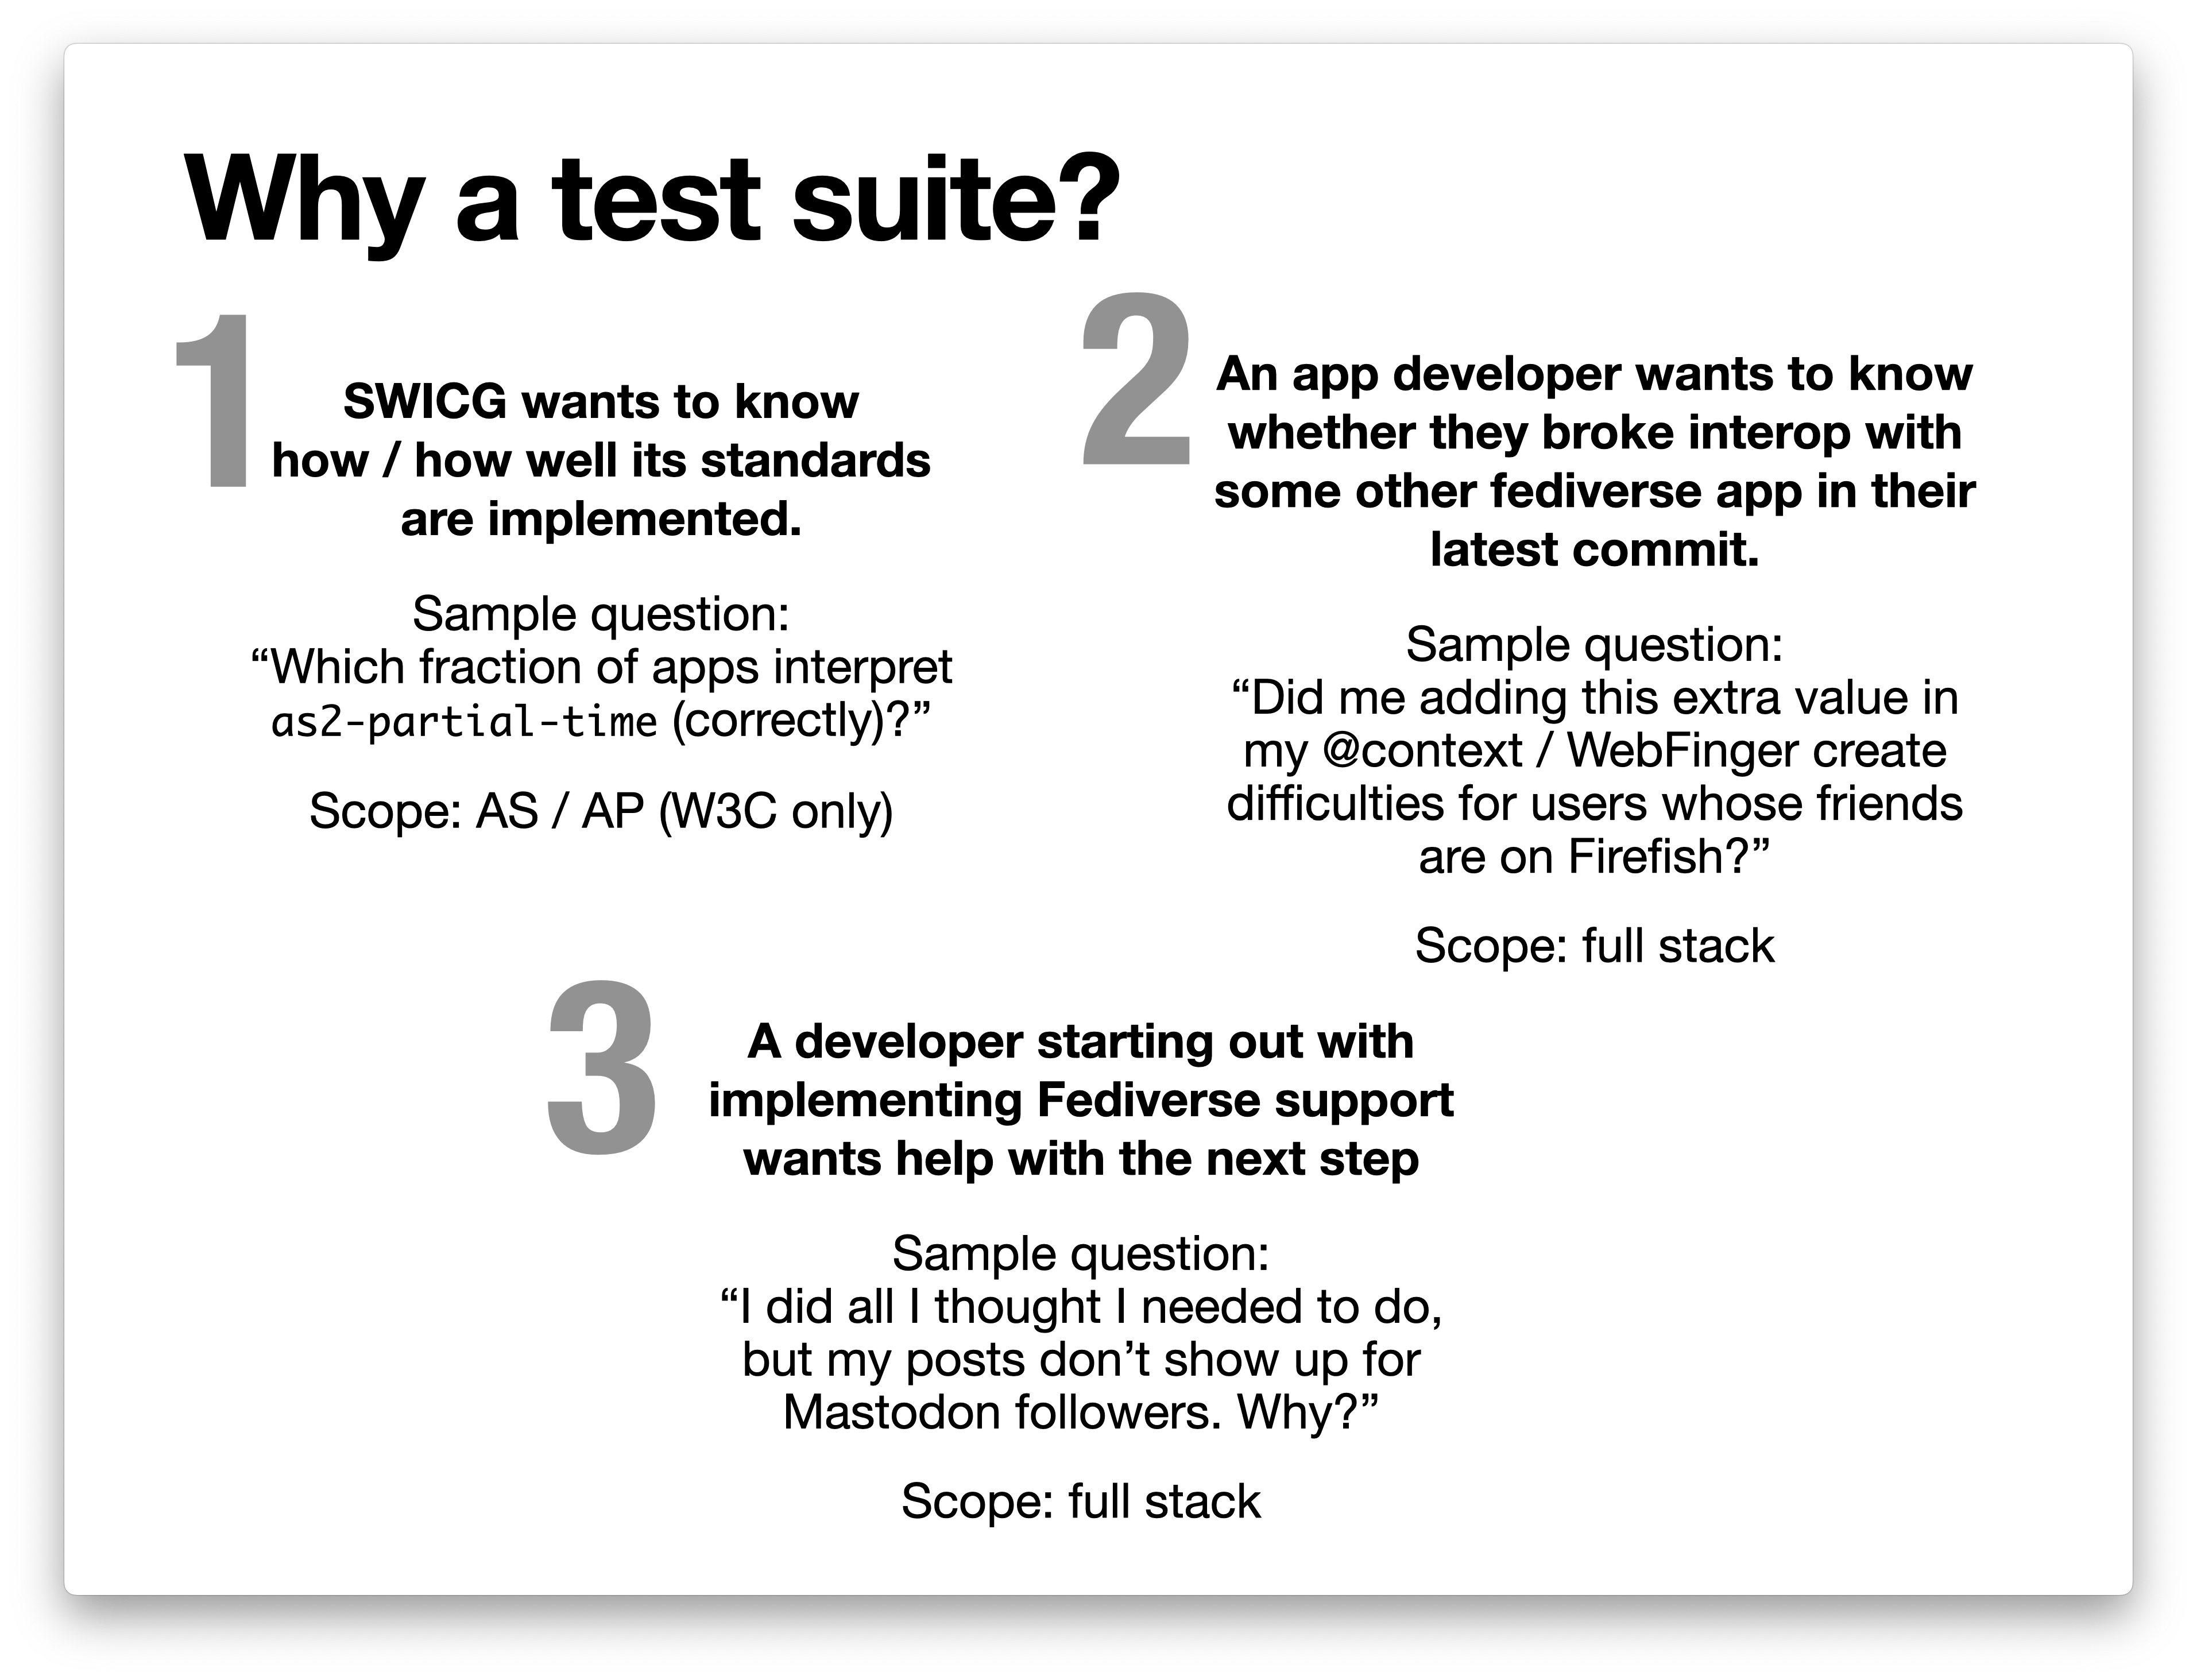 Why a test suite?
1
SWICG wants to know
how / how well its standards
are implemented.
Sample question:
“Which fraction of apps interpret
as2-partial-time (correctly)?”
Scope: AS / AP (W3C only)
2
An app developer wants to know
whether they broke interop with
some other fediverse app in their
latest commit.
Sample question:
“Did me adding this extra value in
my @context / WebFinger create
difficulties for users whose friends
are on Firefish?”
Scope: full stack
3
A developer starting out with
implementing Fediverse support
wants help with the next step
Sample question:
“I did all I thought I needed to do,
but my posts don’t show up for
Mastodon followers. Why?”
Scope: full stack